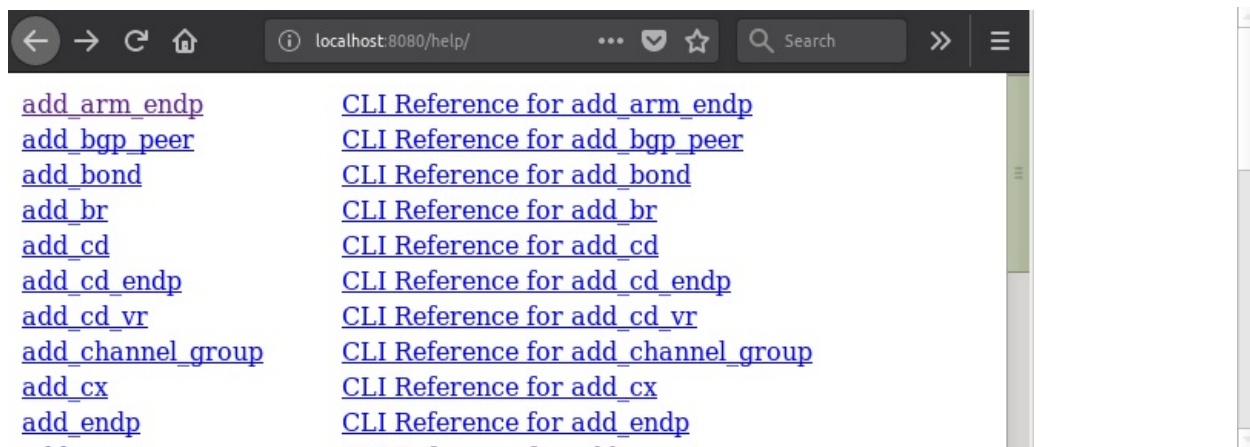 localhost:8080/help/ Search
add_arm_endp CLI Reference for add_arm_endp
add_bgp_peer CLI Reference for add_bgp_peer
add_bond CLI Reference for add_bond
add_br CLI Reference for add_br
add_cd CLI Reference for add_cd
add_cd_endp CLI Reference for add_cd_endp
add_cd_vr CLI Reference for add_cd_vr
add_channel_group CLI Reference for add_channel_group
add_cx CLI Reference for add_cx
add_endp CLI Reference for add_endp